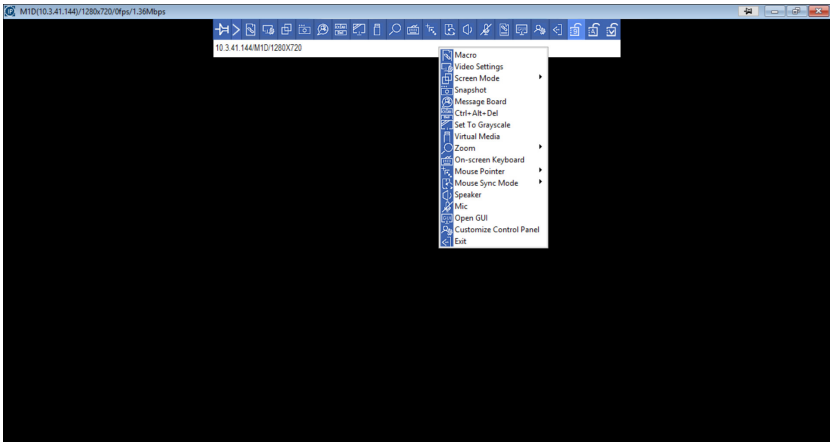 M1D(10.3.41.144)/1280x720/0fps/1.36Mbps
10.3.41.144/M1D/1280X720
Macro
Video Settings
Screen Mode
Snapshot
Message Board
Ctrl+Alt+Del
Set To Grayscale
Virtual Media
Zoom
On-screen Keyboard
Mouse Pointer
Mouse Sync Mode
Speaker
Mic
Open GUI
Customize Control Panel
Exit